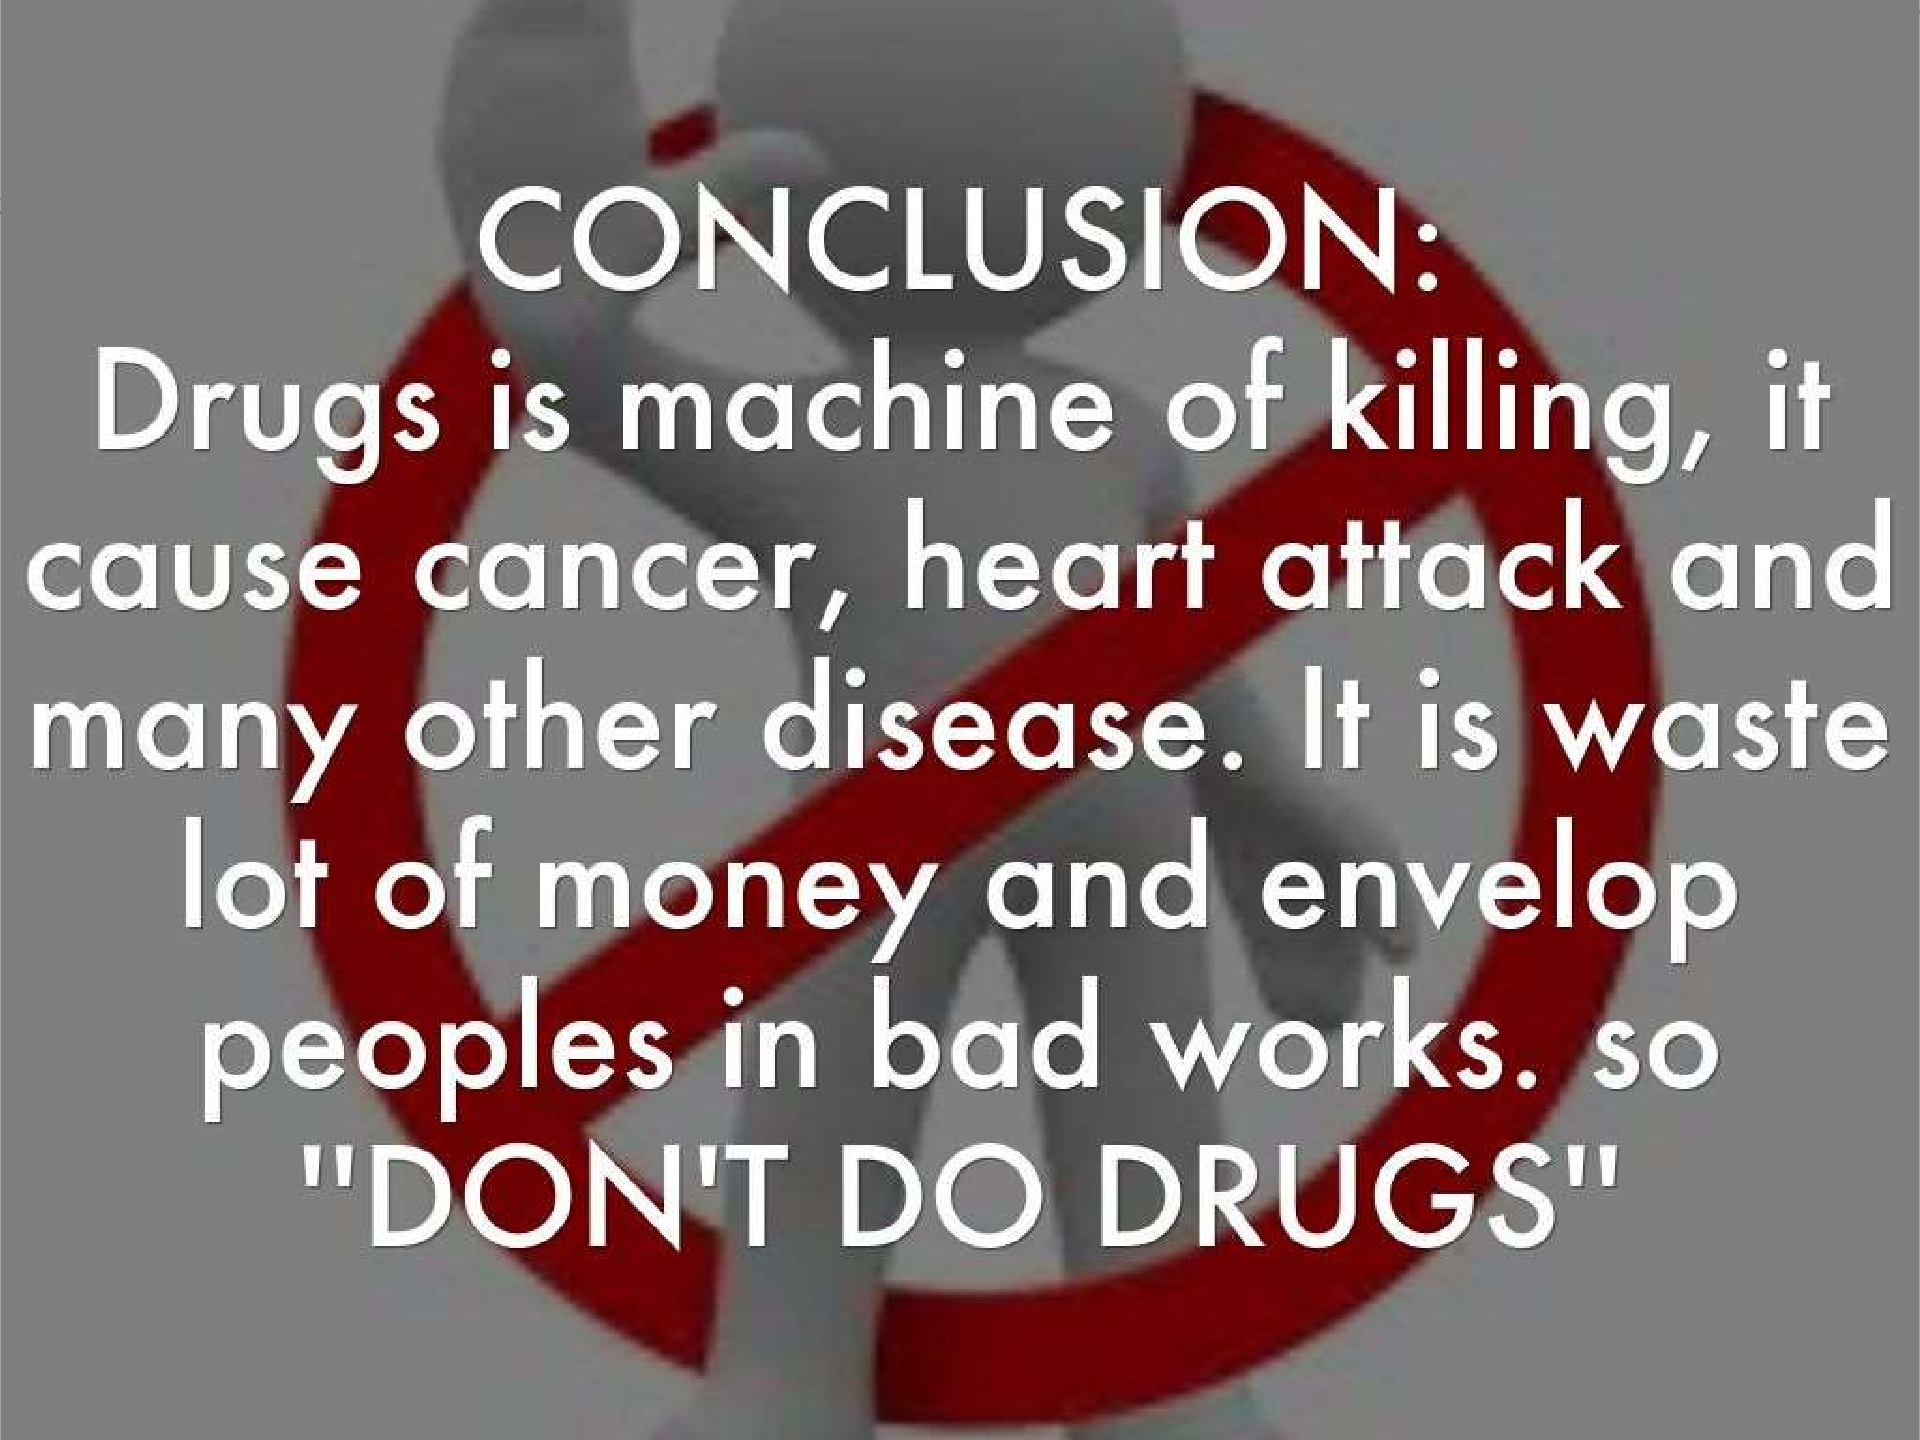 CONCLUSION:
Drugs is machine of killing, it
cause cancer, heart attack and
many other disease. It is waste
lot of money and envelop
peoples in bad works. so
"DON'T DO DRUGS"